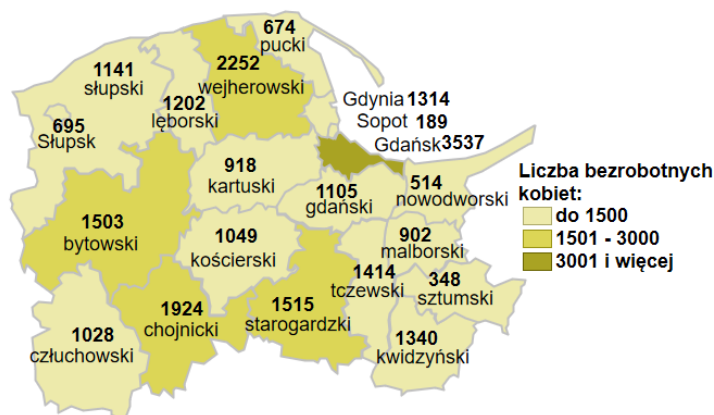 674
pucki
1141
słupski
2252
wejherowski
1202
lęborski
Gdynia 1314
Sopot 189
Gdańsk 3537
695
Słupsk
918
kartuski
1105
gdański
514
nowodworski
Liczba bezrobotnych
kobiet:
do 1500
1501 - 3000
3001 i więcej
1503
bytowski
1049
kościerski
902
malborski
1414
tczewski
348
sztumski
1924
chojnicki
1515
starogardzki
1028
człuchowski
1340
kwidzyński